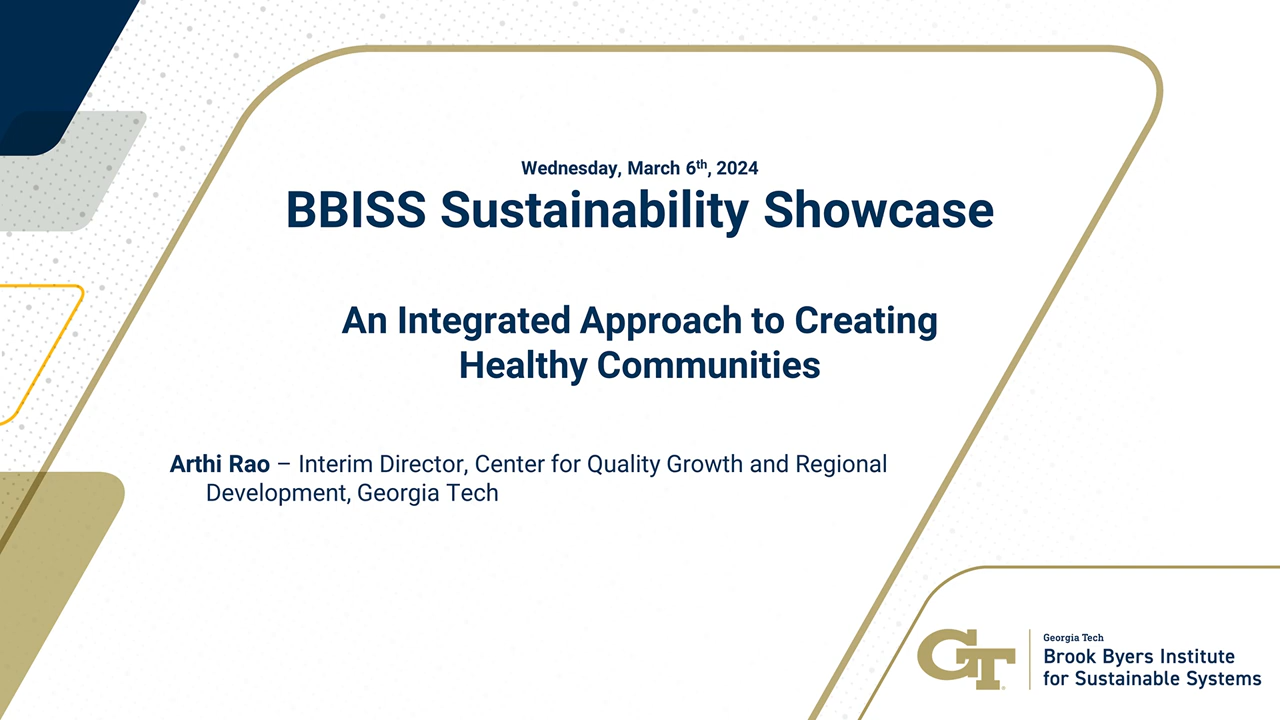 Wednesday, March 6th, 2024
BBISS Sustainability Showcase
An Integrated Approach to Creating
Healthy Communities
Arthi Rao – Interim Director, Center for Quality Growth and Regional
Development, Georgia Tech
GT
Georgia Tech
Brook Byers Institute
for Sustainable Systems